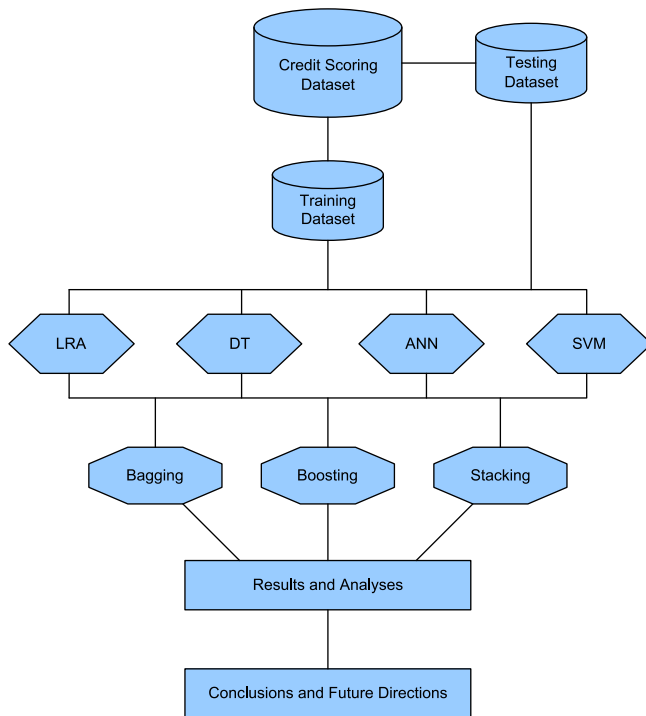 Credit Scoring
Dataset
Testing
Dataset
Training
Dataset
LRA
DT
ANN
SVM
Bagging
Boosting
Stacking
Results and Analyses
Conclusions and Future Directions